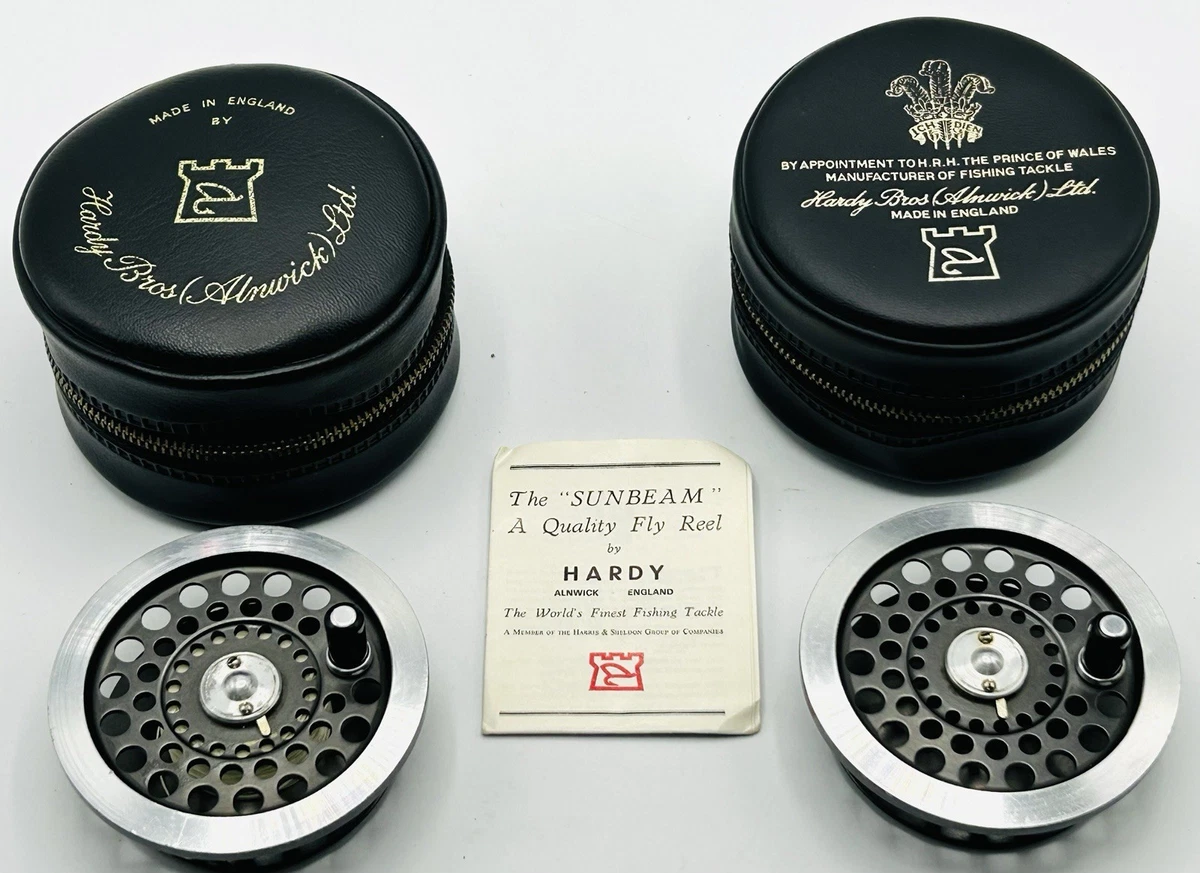 MADE IN ENGLAND
BY
Hardy Bros (Alnwick) Ltd.
ICH DIEN
BY APPOINTMENT TO H.R.H. THE PRINCE OF WALES
MANUFACTURER OF FISHING TACKLE
Hardy Bros (Alnwick) Ltd.
MADE IN ENGLAND
The "SUNBEAM"
A Quality Fly Reel
by
HARDY
ALNWICK ENGLAND
The World's Finest Fishing Tackle
A MEMBER OF THE HARRIS & SHELDON GROUP OF COMPANIES